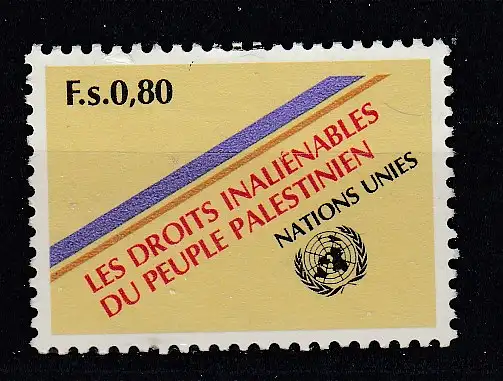 F.s.0,80
LES DROITS INALIÉNABLES
DU PEUPLE PALESTINIEN
NATIONS UNIES